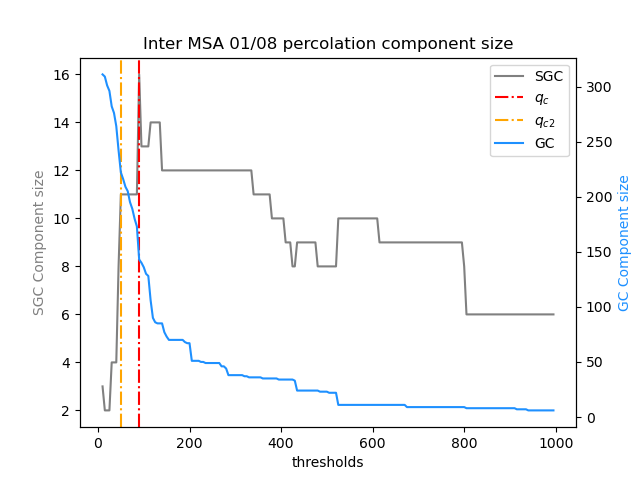 Inter MSA 01/08 percolation component size
SGC
q_c
q_c2
GC
16
14
12
10
8
6
4
2
SGC Component size
300
250
200
150
100
50
0
GC Component size
0 200 400 600 800 1000
thresholds